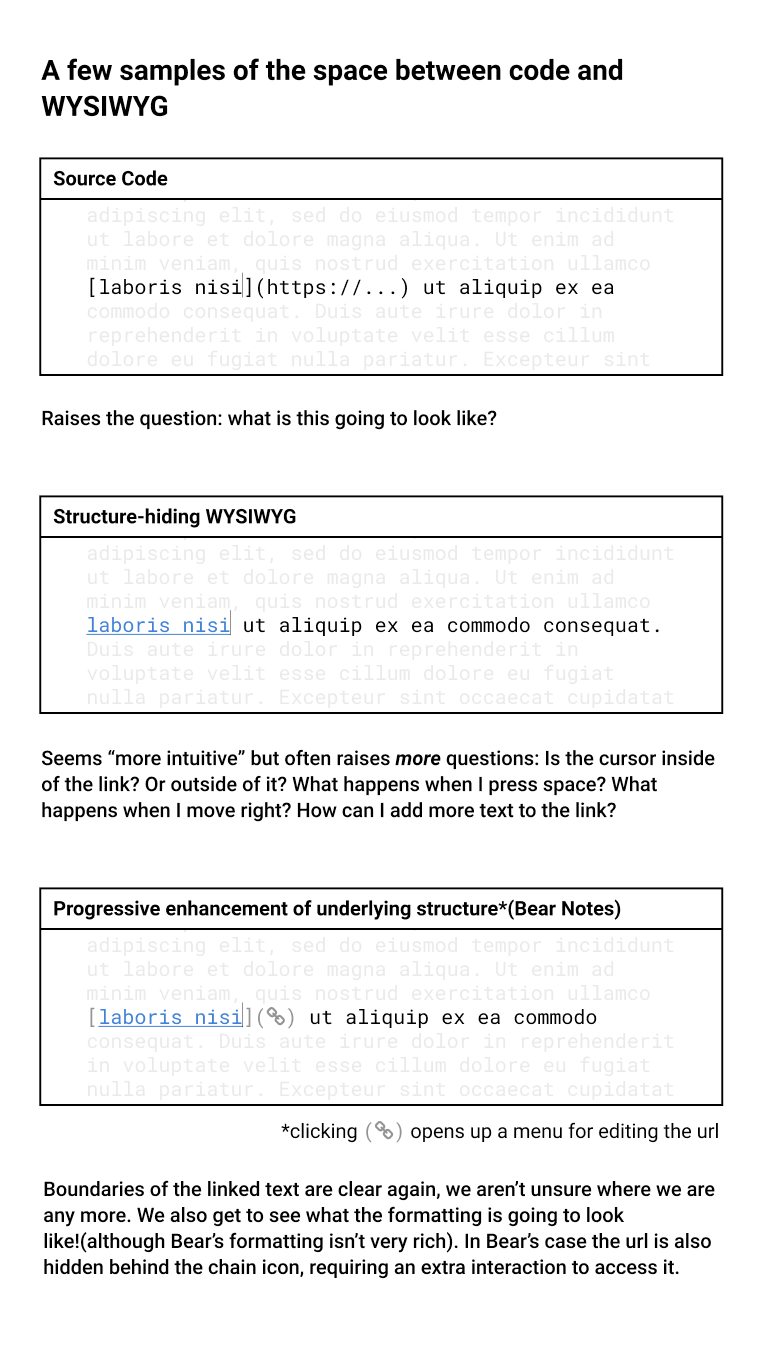 A few samples of the space between code and
WYSIWYG
Source Code
adipiscing elit, sed do eiusmod tempor incididunt
ut labore et dolore magna aliqua. Ut enim ad
minim veniam, quis nostrud exercitation ullamco
[laboris nisi](https://...) ut aliquip ex ea
commodo consequat. Duis aute irure dolor in
reprehenderit in voluptate velit esse cillum
dolore eu fugiat nulla pariatur. Excepteur sint
Raises the question: what is this going to look like?
Structure-hiding WYSIWYG
adipiscing elit, sed do eiusmod tempor incididunt
ut labore et dolore magna aliqua. Ut enim ad
minim veniam, quis nostrud exercitation ullamco
laboris nisi ut aliquip ex ea commodo consequat.
Duis aute irure dolor in reprehenderit in
voluptate velit esse cillum dolore eu fugiat
nulla pariatur. Excepteur sint occaecat cupidatat
Seems “more intuitive” but often raises more questions: Is the cursor inside
of the link? Or outside of it? What happens when I press space? What
happens when I move right? How can I add more text to the link?
Progressive enhancement of underlying structure*(Bear Notes)
adipiscing elit, sed do eiusmod tempor incididunt
ut labore et dolore magna aliqua. Ut enim ad
minim veniam, quis nostrud exercitation ullamco
[laboris nisi]() ut aliquip ex ea commodo
consequat. Duis aute irure dolor in reprehenderit
in voluptate velit esse cillum dolore eu fugiat
nulla pariatur. Excepteur sint occaecat cupidatat
*clicking () opens up a menu for editing the url
Boundaries of the linked text are clear again, we aren’t unsure where we are
any more. We also get to see what the formatting is going to look
like!(although Bear’s formatting isn’t very rich). In Bear’s case the url is also
hidden behind the chain icon, requiring an extra interaction to access it.